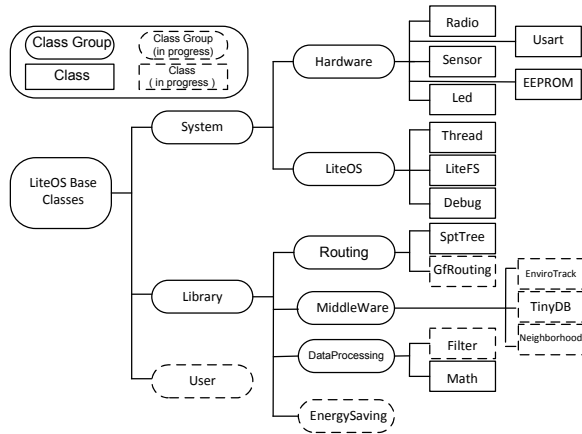 Class Group
Class Group
(in progress)
Class
Class
( in progress )
LiteOS Base
Classes
System
Library
User
Hardware
LiteOS
Routing
MiddleWare
DataProcessing
EnergySaving
Radio
Sensor
Led
Usart
EEPROM
Thread
LiteFS
Debug
SptTree
GfRouting
EnviroTrack
TinyDB
Neighborhood
Filter
Math